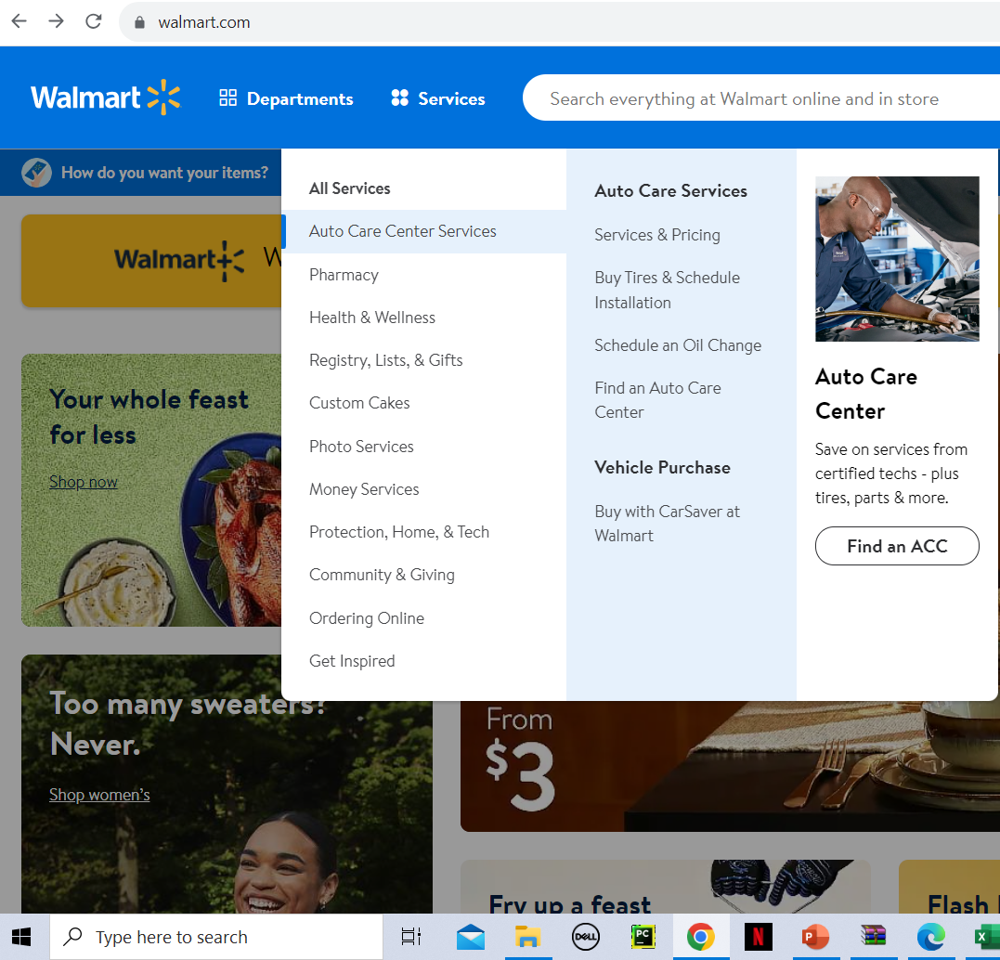 walmart.com
Walmart
Departments
Services
Search everything at Walmart online and in store
How do you want your items?
All Services
Auto Care Center Services
Pharmacy
Health & Wellness
Registry, Lists, & Gifts
Custom Cakes
Photo Services
Money Services
Protection, Home, & Tech
Community & Giving
Ordering Online
Get Inspired
Auto Care Services
Services & Pricing
Buy Tires & Schedule
Installation
Schedule an Oil Change
Find an Auto Care
Center
Vehicle Purchase
Buy with CarSaver at
Walmart
Auto Care
Center
Save on services from
certified techs - plus
tires, parts & more.
Find an ACC
Walmart+ W
Your whole feast
for less
Shop now
Too many sweaters?
Never.
Shop women's
From
$3
Fry up a feast
Flash
Type here to search
DELL
PC
N
P
X